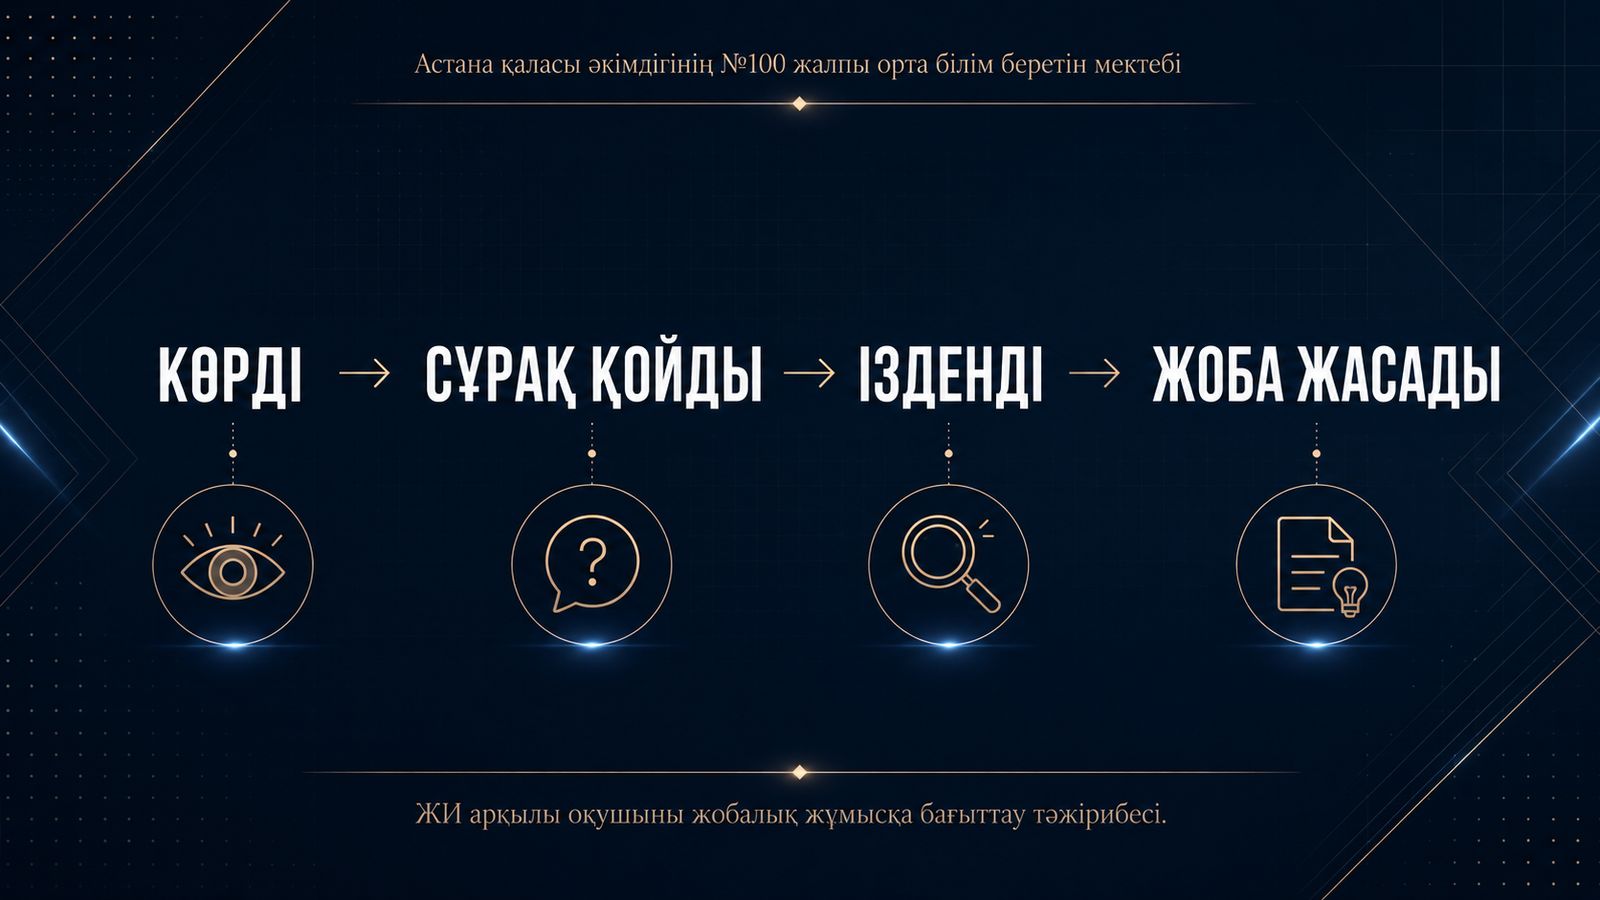 Астана қаласы әкімдігінің №100 жалпы орта білім беретін мектебі
КӨРДІ → СҰРАҚ ҚОЙДЫ → ІЗДЕНДІ → ЖОБА ЖАСАДЫ
?
ЖИ арқылы оқушыны жобалық жұмысқа бағыттау тәжірибесі.